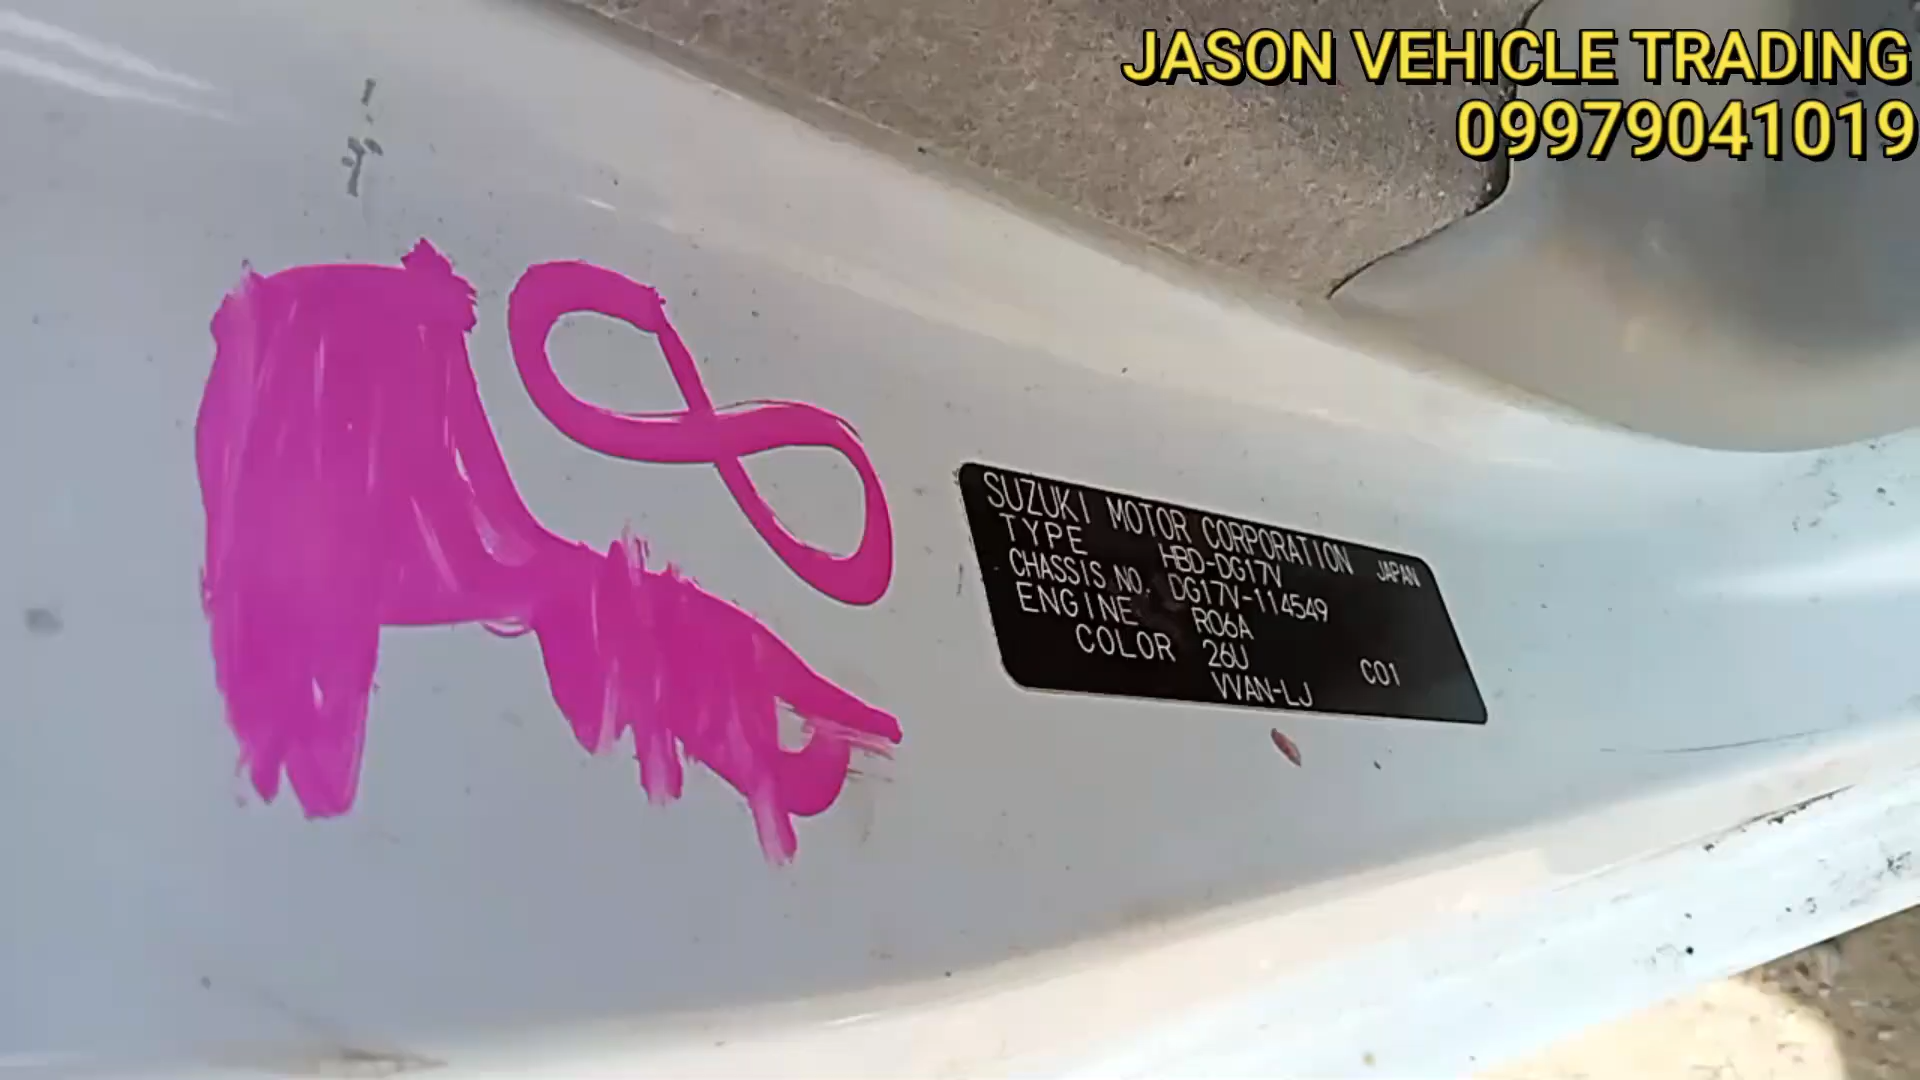 JASON VEHICLE TRADING
09979041019
8
SUZUKI MOTOR CORPORATION JAPAN
TYPE HBD-DG17V
CHASSIS NO. DG17V-114549
ENGINE R06A
COLOR 26U C01
VVAN-LJ